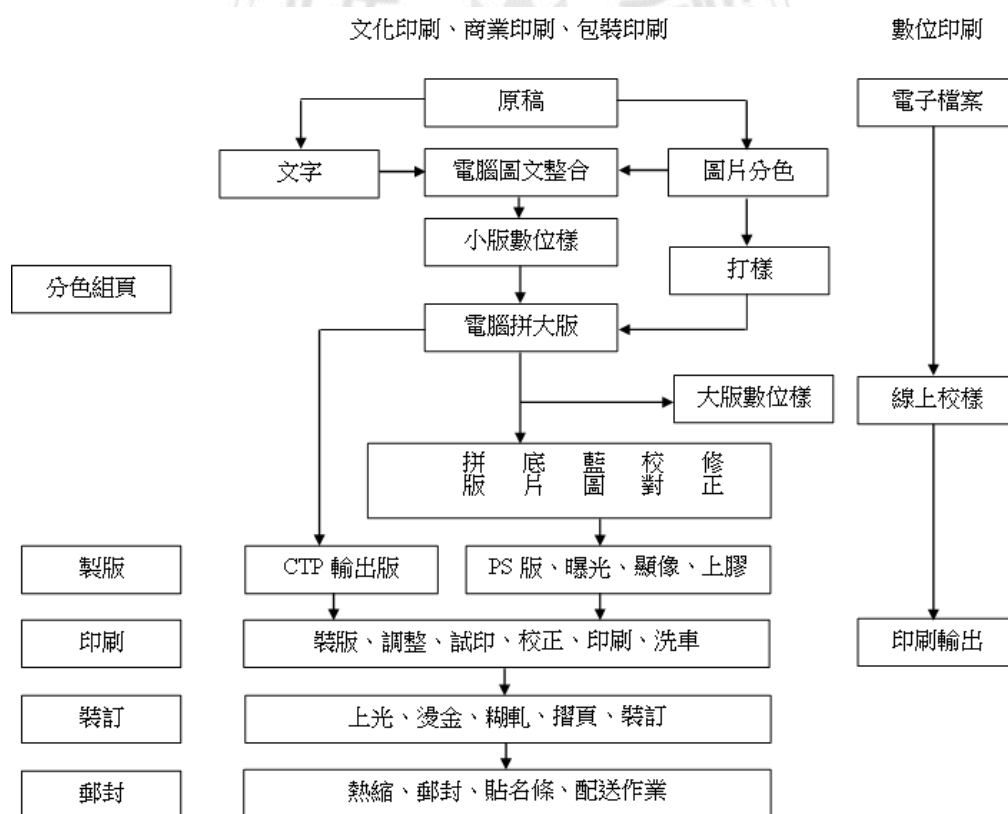 文化印刷、商業印刷、包裝印刷
數位印刷
原稿
電子檔案
文字
電腦圖文整合
圖片分色
小版數位樣
打樣
分色組頁
電腦拼大版
大版數位樣
線上校樣
拼版 底片 藍圖 校對 修正
製版
CTP 輸出版
PS 版、曝光、顯像、上膠
印刷
裝版、調整、試印、校正、印刷、洗車
印刷輸出
裝訂
上光、燙金、糊軋、摺頁、裝訂
郵封
熱縮、郵封、貼名條、配送作業